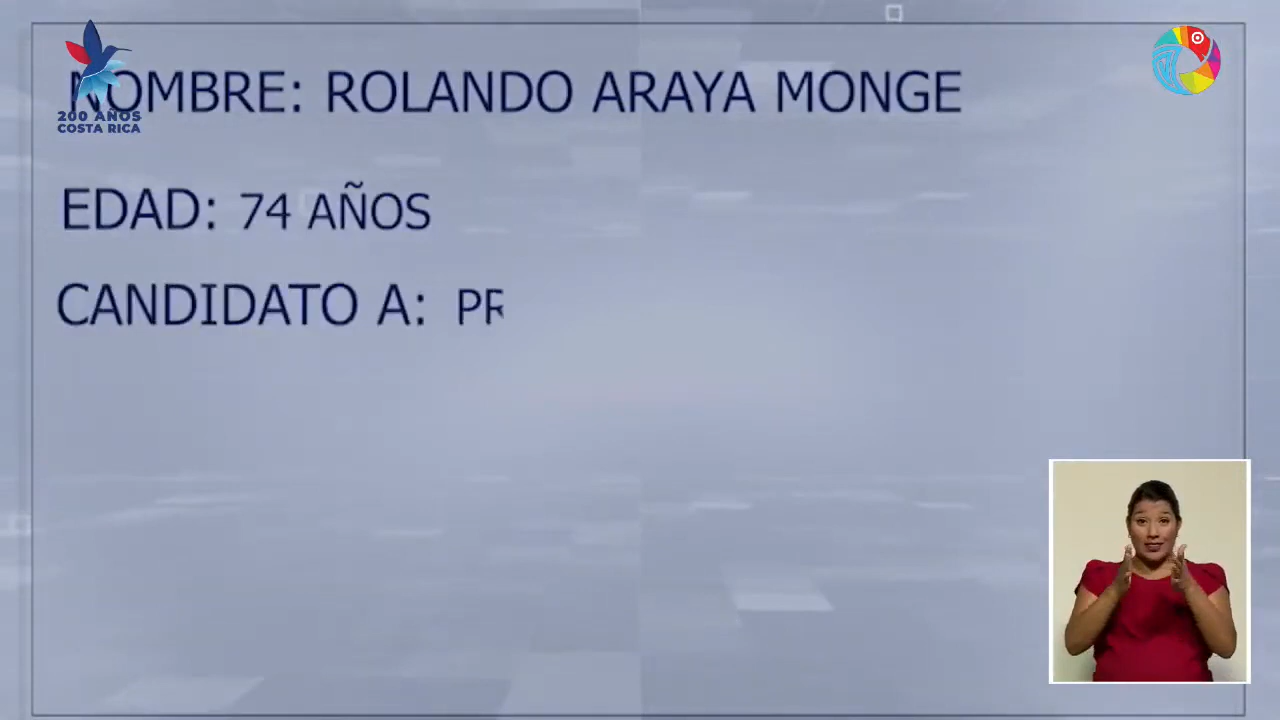 NOMBRE: ROLANDO ARAYA MONGE
200 AÑOS
COSTA RICA
EDAD: 74 AÑOS
CANDIDATO A: PR